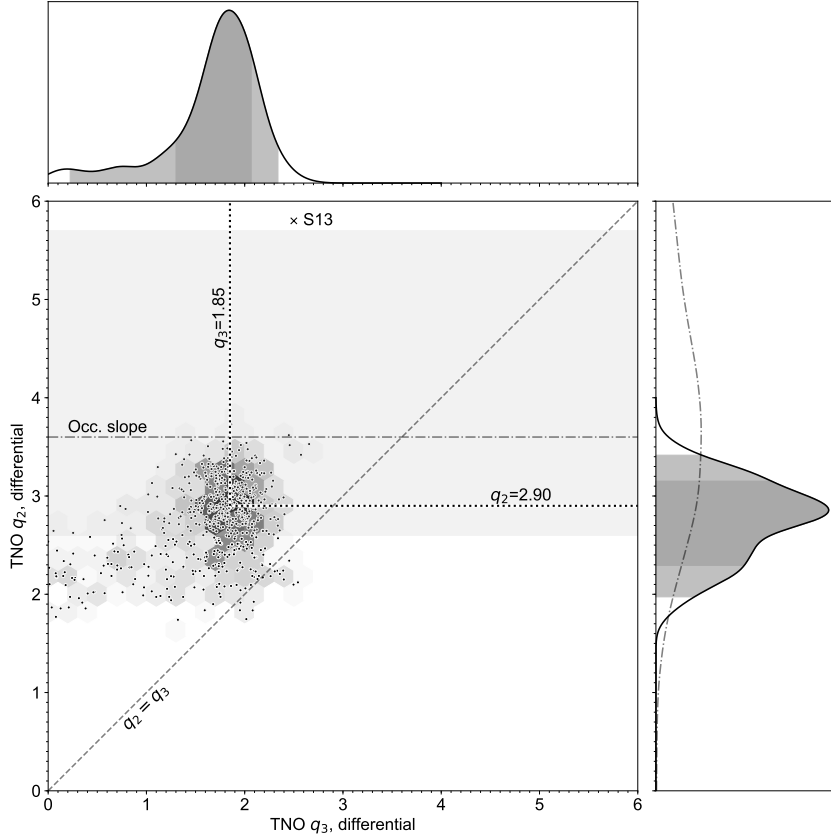 6
× S13
5
q3=1.85
4
Occ. slope
3
q2=2.90
2
1
q2 = q3
0
0 1 2 3 4 5 6
TNO q2, differential
TNO q3, differential